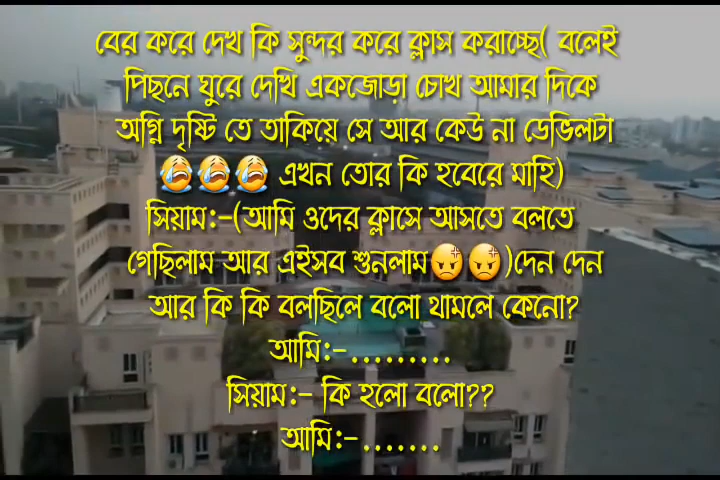 বের করে দেখ কি সুন্দর করে ক্লাস করাচ্ছে( বলেই
পিছনে ঘুরে দেখি একজোড়া চোখ আমার দিকে
অগ্নি দৃষ্টি তে তাকিয়ে সে আর কেউ না ডেভিলটা
😭😭😭 এখন তোর কি হবেরে মাহি)
সিয়াম:-(আমি ওদের ক্লাসে আসতে বলতে
গেছিলাম আর এইসব শুনলাম😡😡)দেন দেন
আর কি কি বলছিলে বলো থামলে কেনো?
আমি:-.........
সিয়াম:- কি হলো বলো??
আমি:-.......